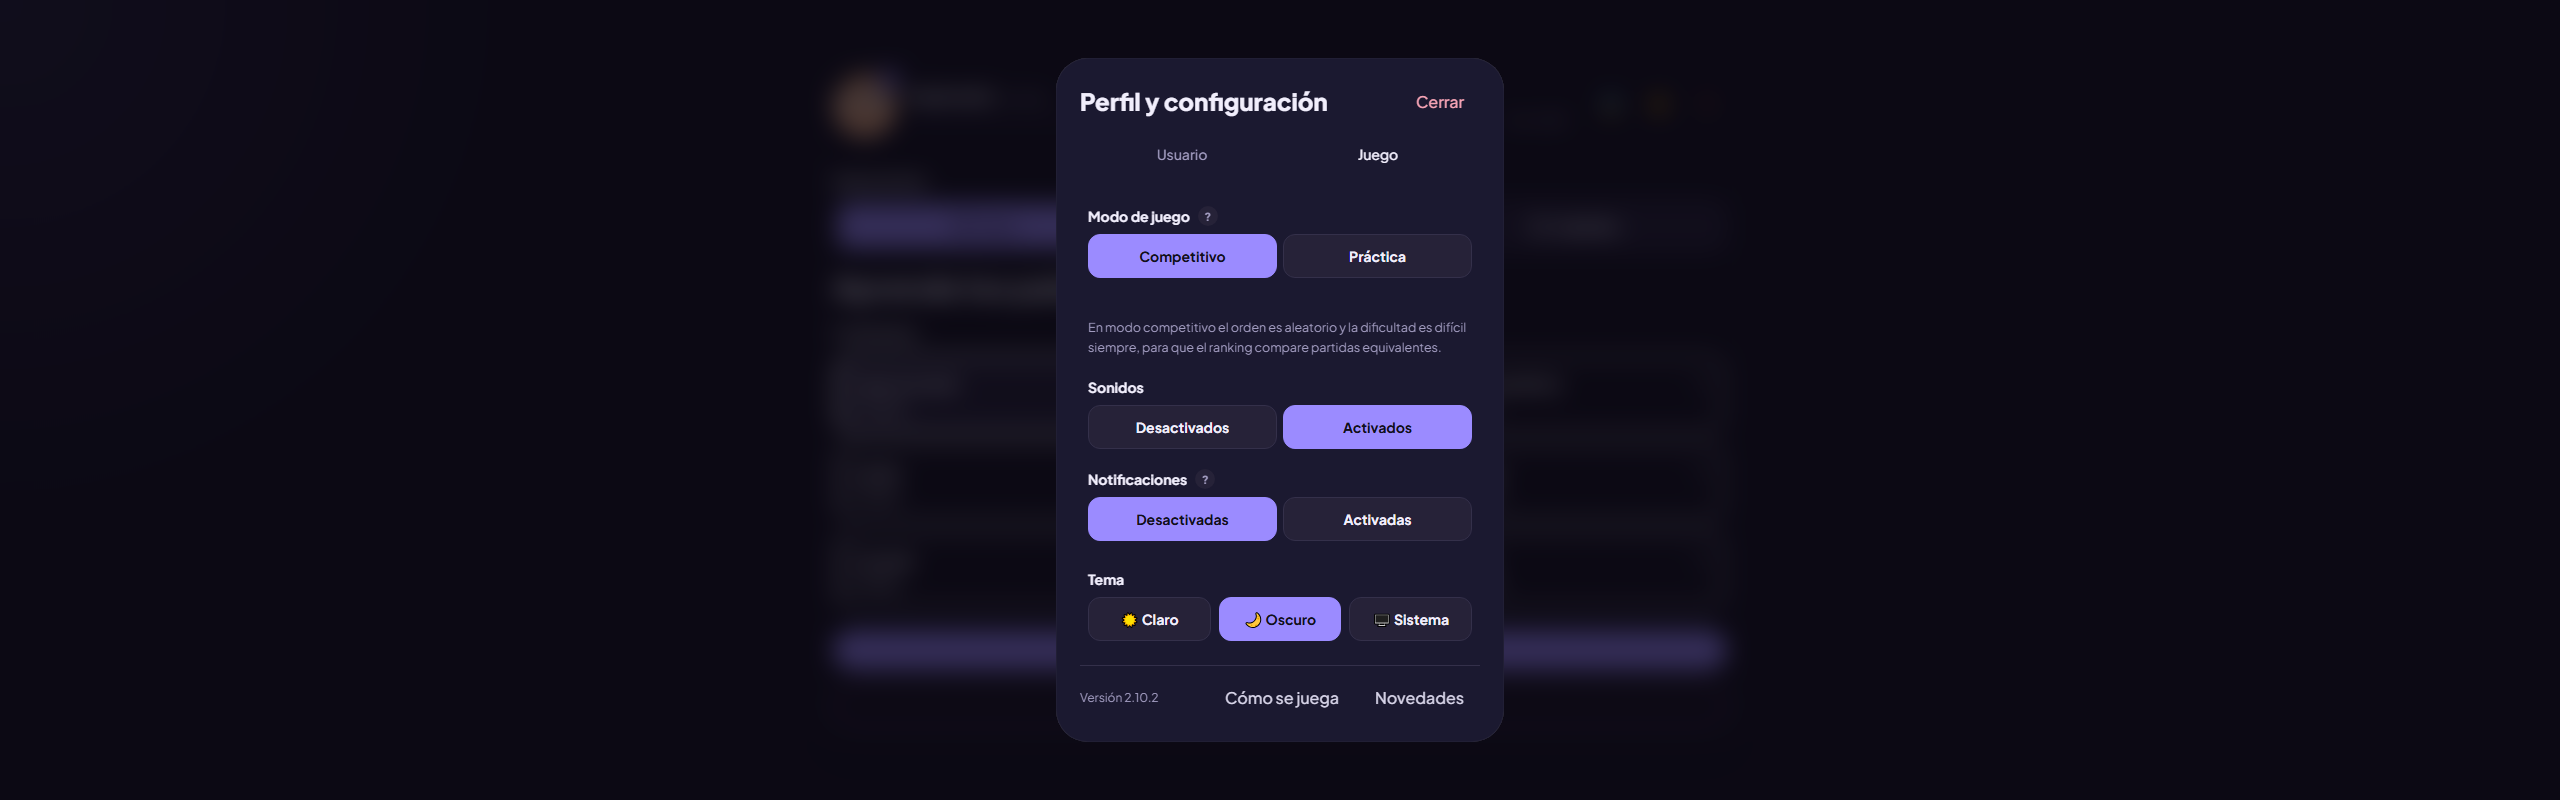 Perfil y configuración
Cerrar
Usuario
Juego
Modo de juego ?
Competitivo
Práctica
En modo competitivo el orden es aleatorio y la dificultad es difícil
siempre, para que el ranking compare partidas equivalentes.
Sonidos
Desactivados
Activados
Notificaciones ?
Desactivadas
Activadas
Tema
Claro
Oscuro
Sistema
Versión 2.10.2
Cómo se juega
Novedades